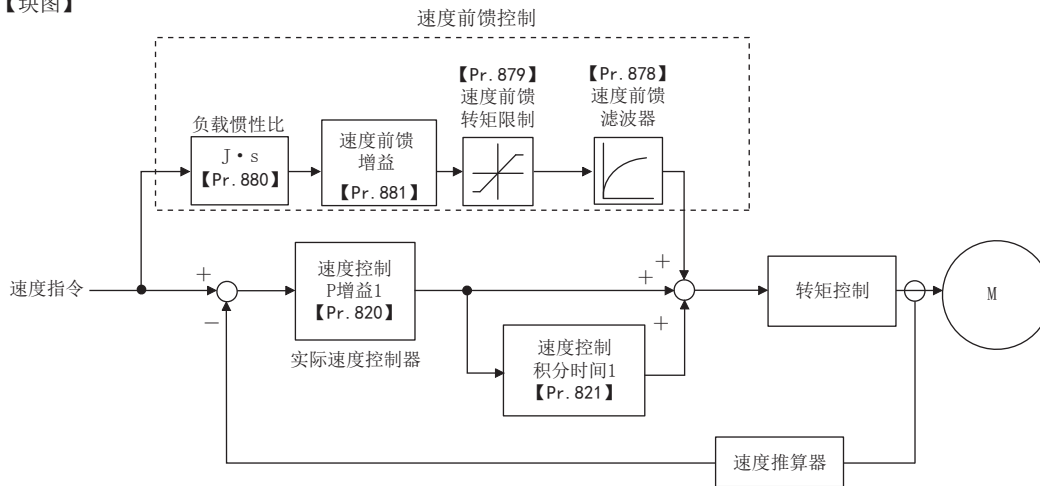 【块图】
速度前馈控制
【Pr.879】
速度前馈
转矩限制
【Pr.878】
速度前馈
滤波器
负载惯性比
J•s
【Pr.880】
速度前馈
增益
【Pr.881】
速度指令
+
−
速度控制
P增益1
【Pr.820】
实际速度控制器
+
+
+
速度控制
积分时间1
【Pr.821】
转矩控制
M
速度推算器